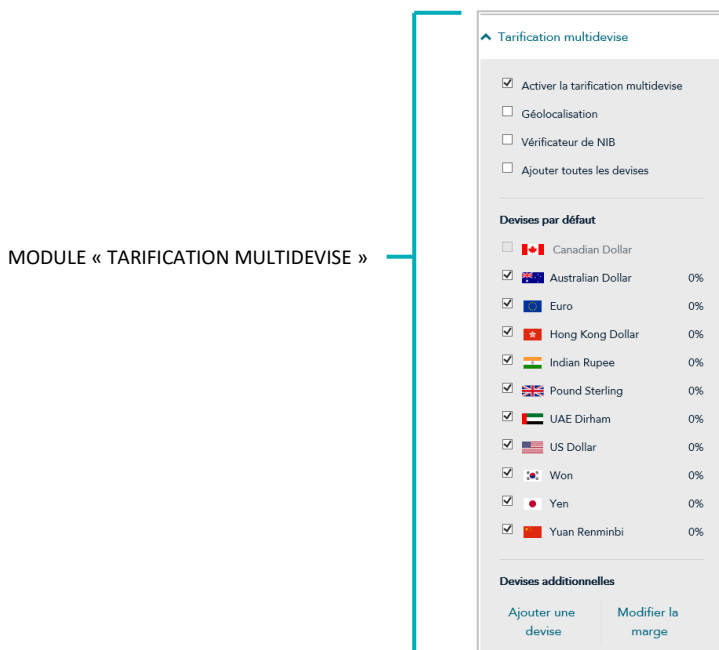 Tarification multidevise
Activer la tarification multidevise
Géolocalisation
Vérificateur de NIB
Ajouter toutes les devises
Devises par défaut
Canadian Dollar
MODULE « TARIFICATION MULTIDEVISE »
Australian Dollar 0%
Euro 0%
Hong Kong Dollar 0%
Indian Rupee 0%
Pound Sterling 0%
UAE Dirham 0%
US Dollar 0%
Won 0%
Yen 0%
Yuan Renminbi 0%
Devises additionnelles
Ajouter une
devise
Modifier la
marge